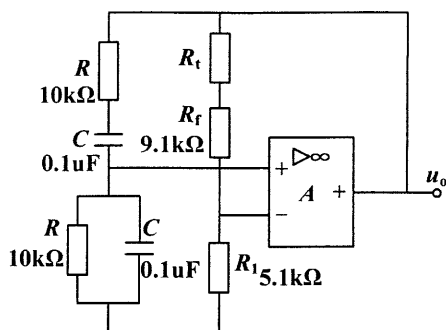 R
10kΩ
Rt
Rf
9.1kΩ
C
0.1uF
▷∞
+
A
+
uo
−
R
10kΩ
C
0.1uF
R1 5.1kΩ